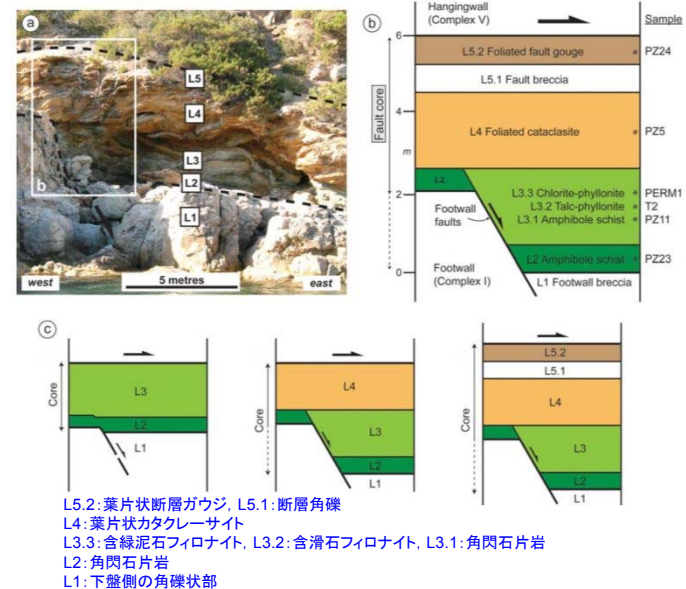 a
L5
L4
L3
L2
L1
b
west
5 metres
east
b
Hangingwall
(Complex V)
Sample
6
4
m
2
0
Fault core
L5.2 Foliated fault gouge
PZ24
L5.1 Fault breccia
L4 Foliated cataclasite
PZ5
L2
L3.3 Chlorite-phyllonite
PERM1
L3.2 Talc-phyllonite
T2
L3.1 Amphibole schist
PZ11
Footwall
faults
L2 Amphibole schist
PZ23
Footwall
(Complex I)
L1 Footwall breccia
c
Core
L3
L2
L1
Core
L4
L3
L2
L1
Core
L5.2
L5.1
L4
L3
L2
L1
L5.2:葉片状断層ガウジ, L5.1:断層角礫
L4:葉片状カタクレーサイト
L3.3:含緑泥石フィロナイト, L3.2:含滑石フィロナイト, L3.1:角閃石片岩
L2:角閃石片岩
L1:下盤側の角礫状部